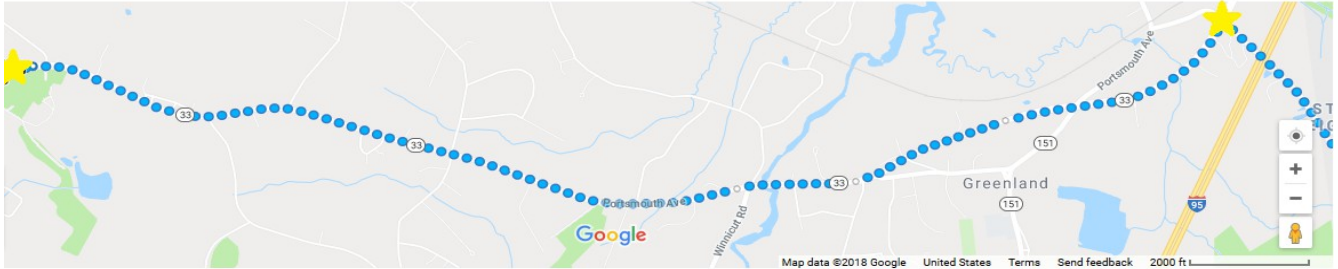 33
33
Portsmouth Ave
Google
Winnicut Rd
33
Greenland
151
151
33
Portsmouth Ave
95
+
−
Map data ©2018 Google United States Terms Send feedback 2000 ft